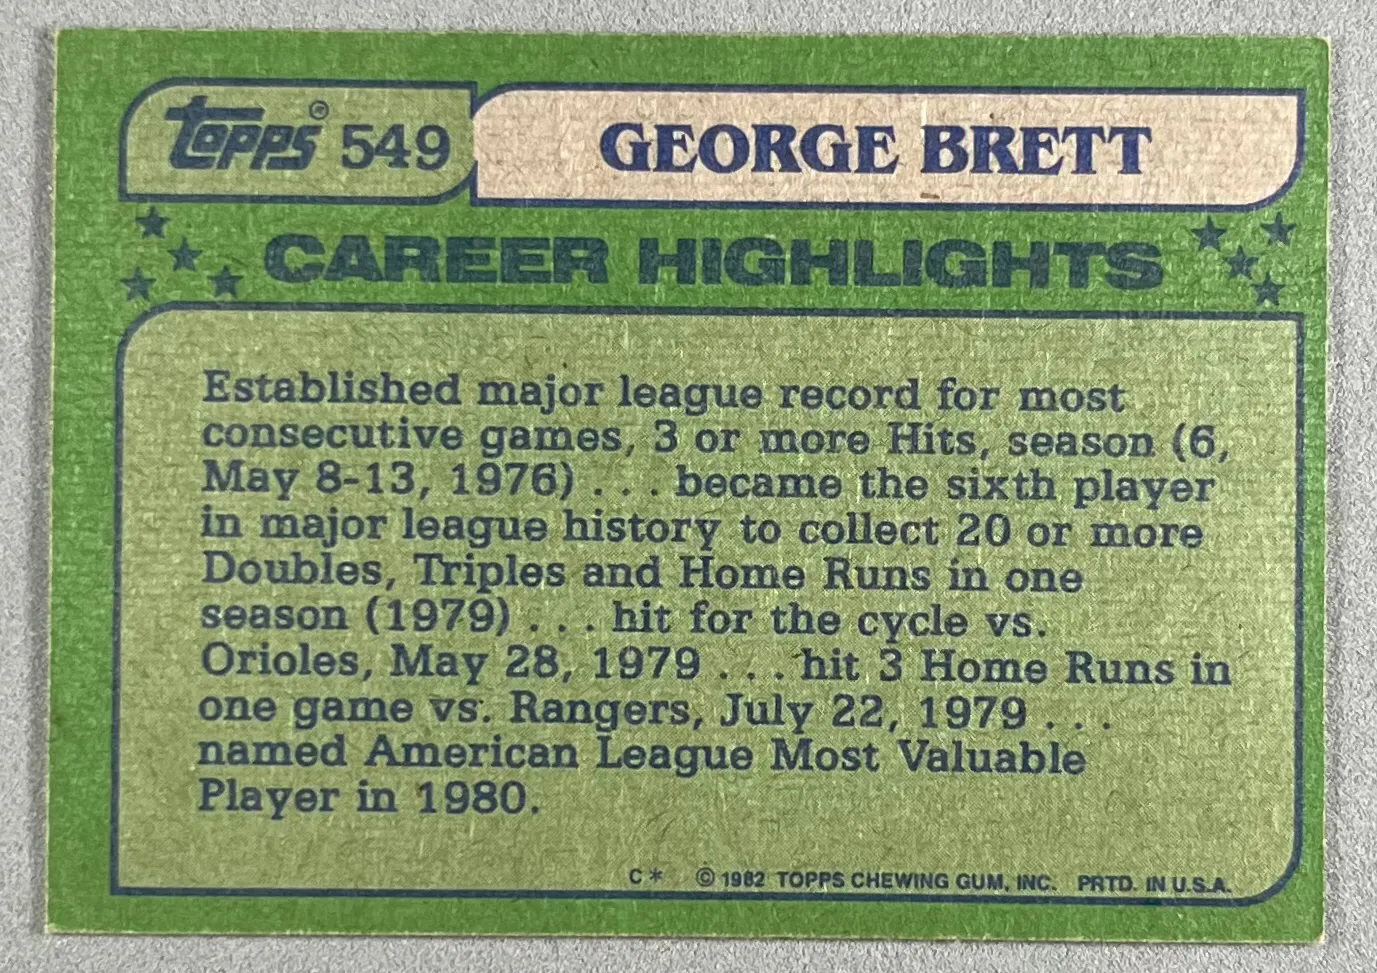 TOPPS® 549 GEORGE BRETT
CAREER HIGHLIGHTS
Established major league record for most
consecutive games, 3 or more Hits, season (6,
May 8-13, 1976) . . . became the sixth player
in major league history to collect 20 or more
Doubles, Triples and Home Runs in one
season (1979) . . . hit for the cycle vs.
Orioles, May 28, 1979 . . . hit 3 Home Runs in
one game vs. Rangers, July 22, 1979 . . .
named American League Most Valuable
Player in 1980.
C* © 1982 TOPPS CHEWING GUM, INC. PRTD. IN U.S.A.